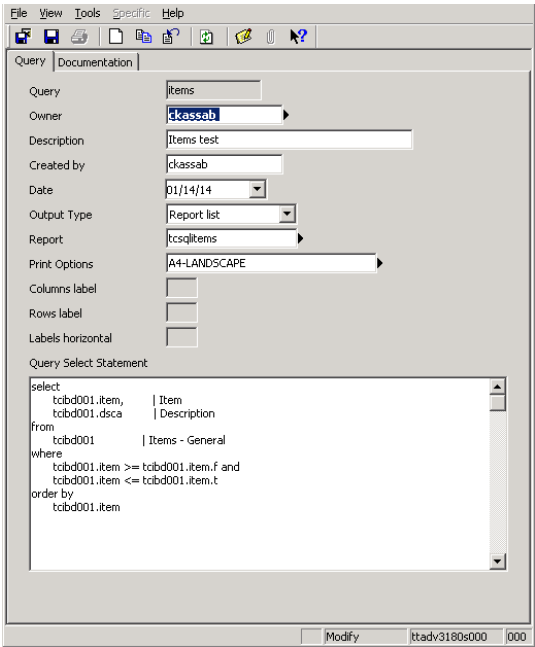 File View Tools Specific Help
Query Documentation
Query items
Owner ckassab
Description Items test
Created by ckassab
Date 01/14/14
Output Type Report list
Report tcsqlitems
Print Options A4-LANDSCAPE
Columns label
Rows label
Labels horizontal
Query Select Statement
select
tcibd001.item, | Item
tcibd001.dsca | Description
from
tcibd001 | Items - General
where
tcibd001.item >= tcibd001.item.f and
tcibd001.item <= tcibd001.item.t
order by
tcibd001.item
Modify ttadv3180s000 000